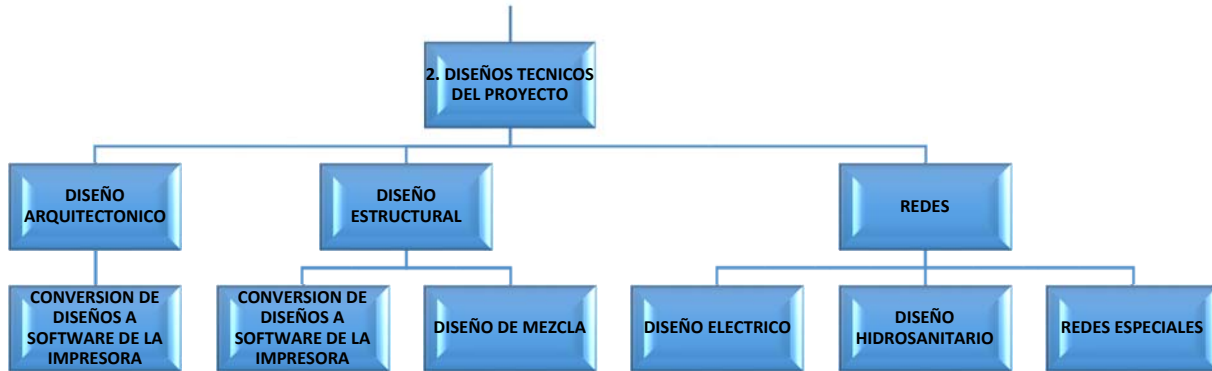 2. DISEÑOS TECNICOS
DEL PROYECTO
DISEÑO
ARQUITECTONICO
DISEÑO
ESTRUCTURAL
REDES
CONVERSION DE
DISEÑOS A
SOFTWARE DE LA
IMPRESORA
CONVERSION DE
DISEÑOS A
SOFTWARE DE LA
IMPRESORA
DISEÑO DE MEZCLA
DISEÑO ELECTRICO
DISEÑO
HIDROSANITARIO
REDES ESPECIALES